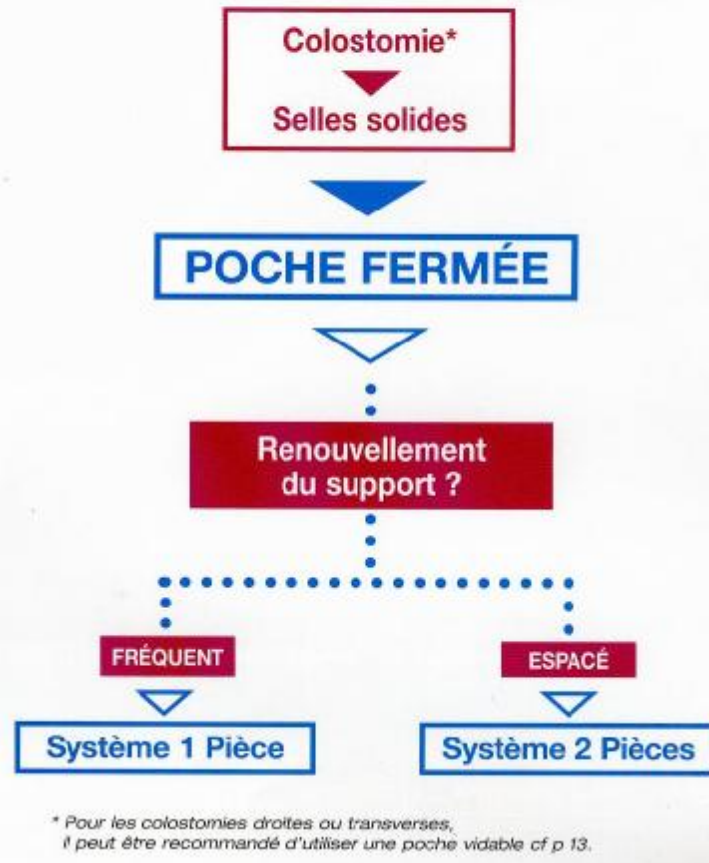 Colostomie*
Selles solides
POCHE FERMÉE
Renouvellement
du support ?
FRÉQUENT
ESPACÉ
Système 1 Pièce
Système 2 Pièces
* Pour les colostomies droites ou transverses,
il peut être recommandé d'utiliser une poche vidable cf p 13.